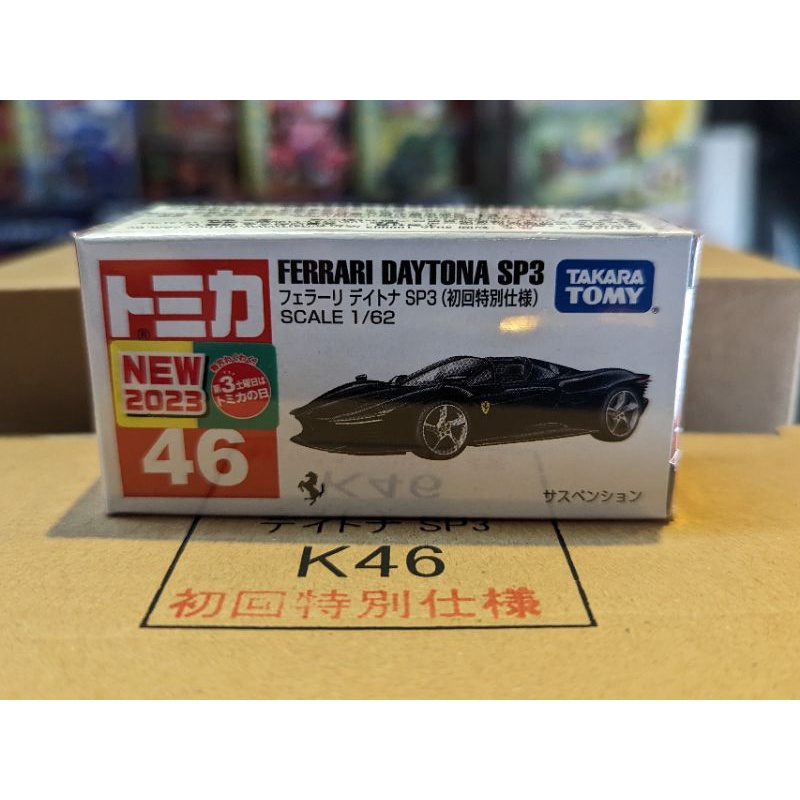 トミカ
FERRARI DAYTONA SP3
フェラーリ デイトナ SP3 (初回特別仕様)
SCALE 1/62
TAKARA
TOMY
NEW
2023
第3土曜日は
トミカの日
46
サスペンション
デイトナ SP3
K46
初回特別仕様